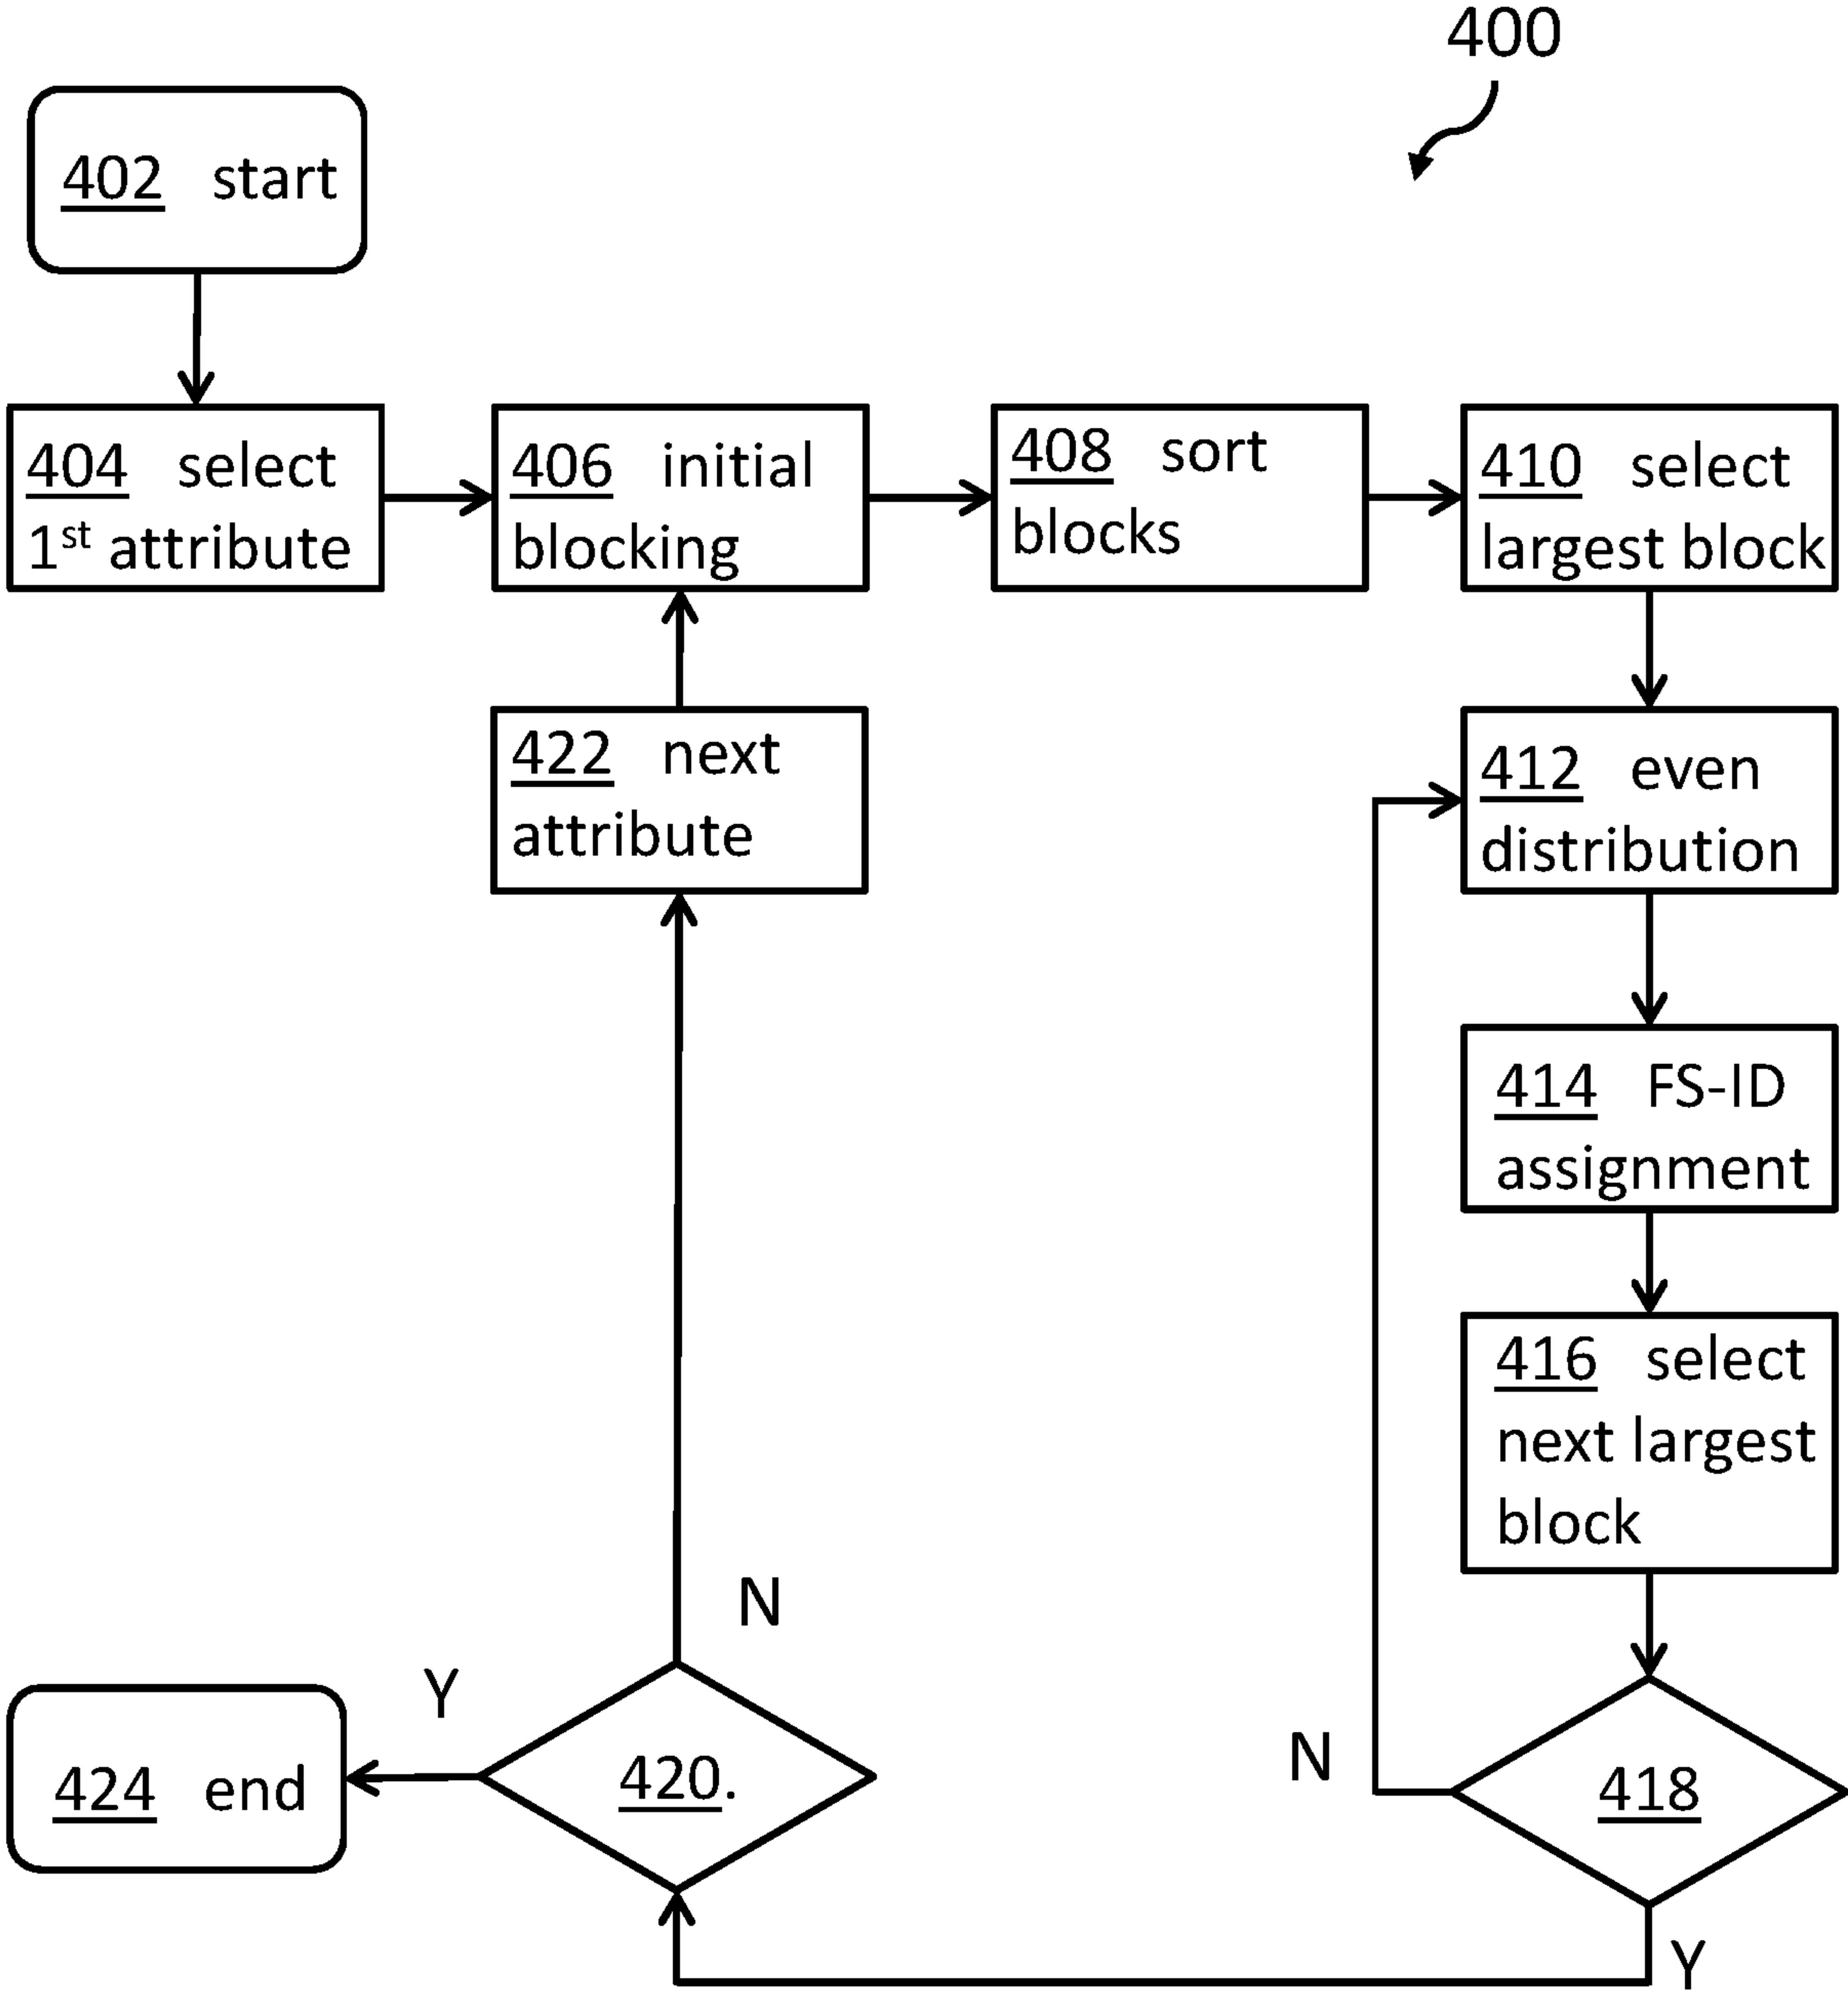 400
402 start
404 select
1st attribute
406 initial
blocking
408 sort
blocks
410 select
largest block
422 next
attribute
412 even
distribution
414 FS-ID
assignment
416 select
next largest
block
N
Y
424 end
420.
N
418
Y